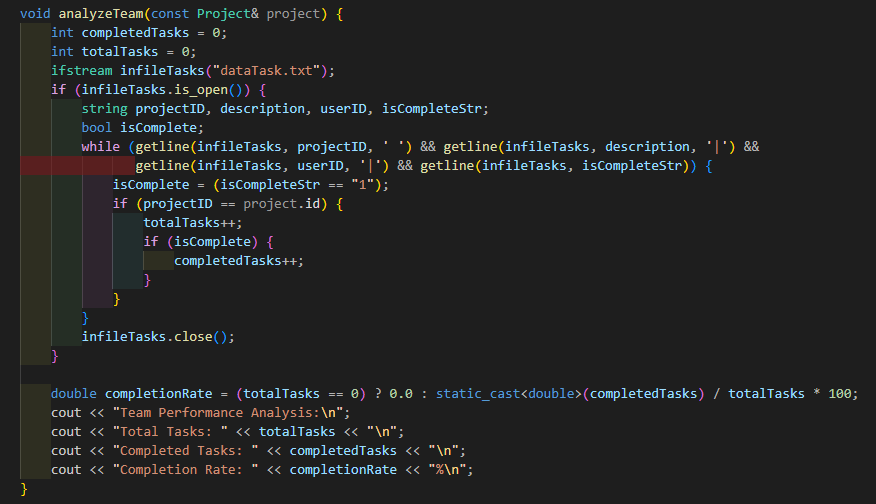 void analyzeTeam(const Project& project) {
    int completedTasks = 0;
    int totalTasks = 0;
    ifstream infileTasks("dataTask.txt");
    if (infileTasks.is_open()) {
        string projectID, description, userID, isCompleteStr;
        bool isComplete;
        while (getline(infileTasks, projectID, ' ') && getline(infileTasks, description, '|') &&
               getline(infileTasks, userID, '|') && getline(infileTasks, isCompleteStr)) {
            isComplete = (isCompleteStr == "1");
            if (projectID == project.id) {
                totalTasks++;
                if (isComplete) {
                    completedTasks++;
                }
            }
        }
        infileTasks.close();
    }

    double completionRate = (totalTasks == 0) ? 0.0 : static_cast<double>(completedTasks) / totalTasks * 100;
    cout << "Team Performance Analysis:\n";
    cout << "Total Tasks: " << totalTasks << "\n";
    cout << "Completed Tasks: " << completedTasks << "\n";
    cout << "Completion Rate: " << completionRate << "%\n";
}